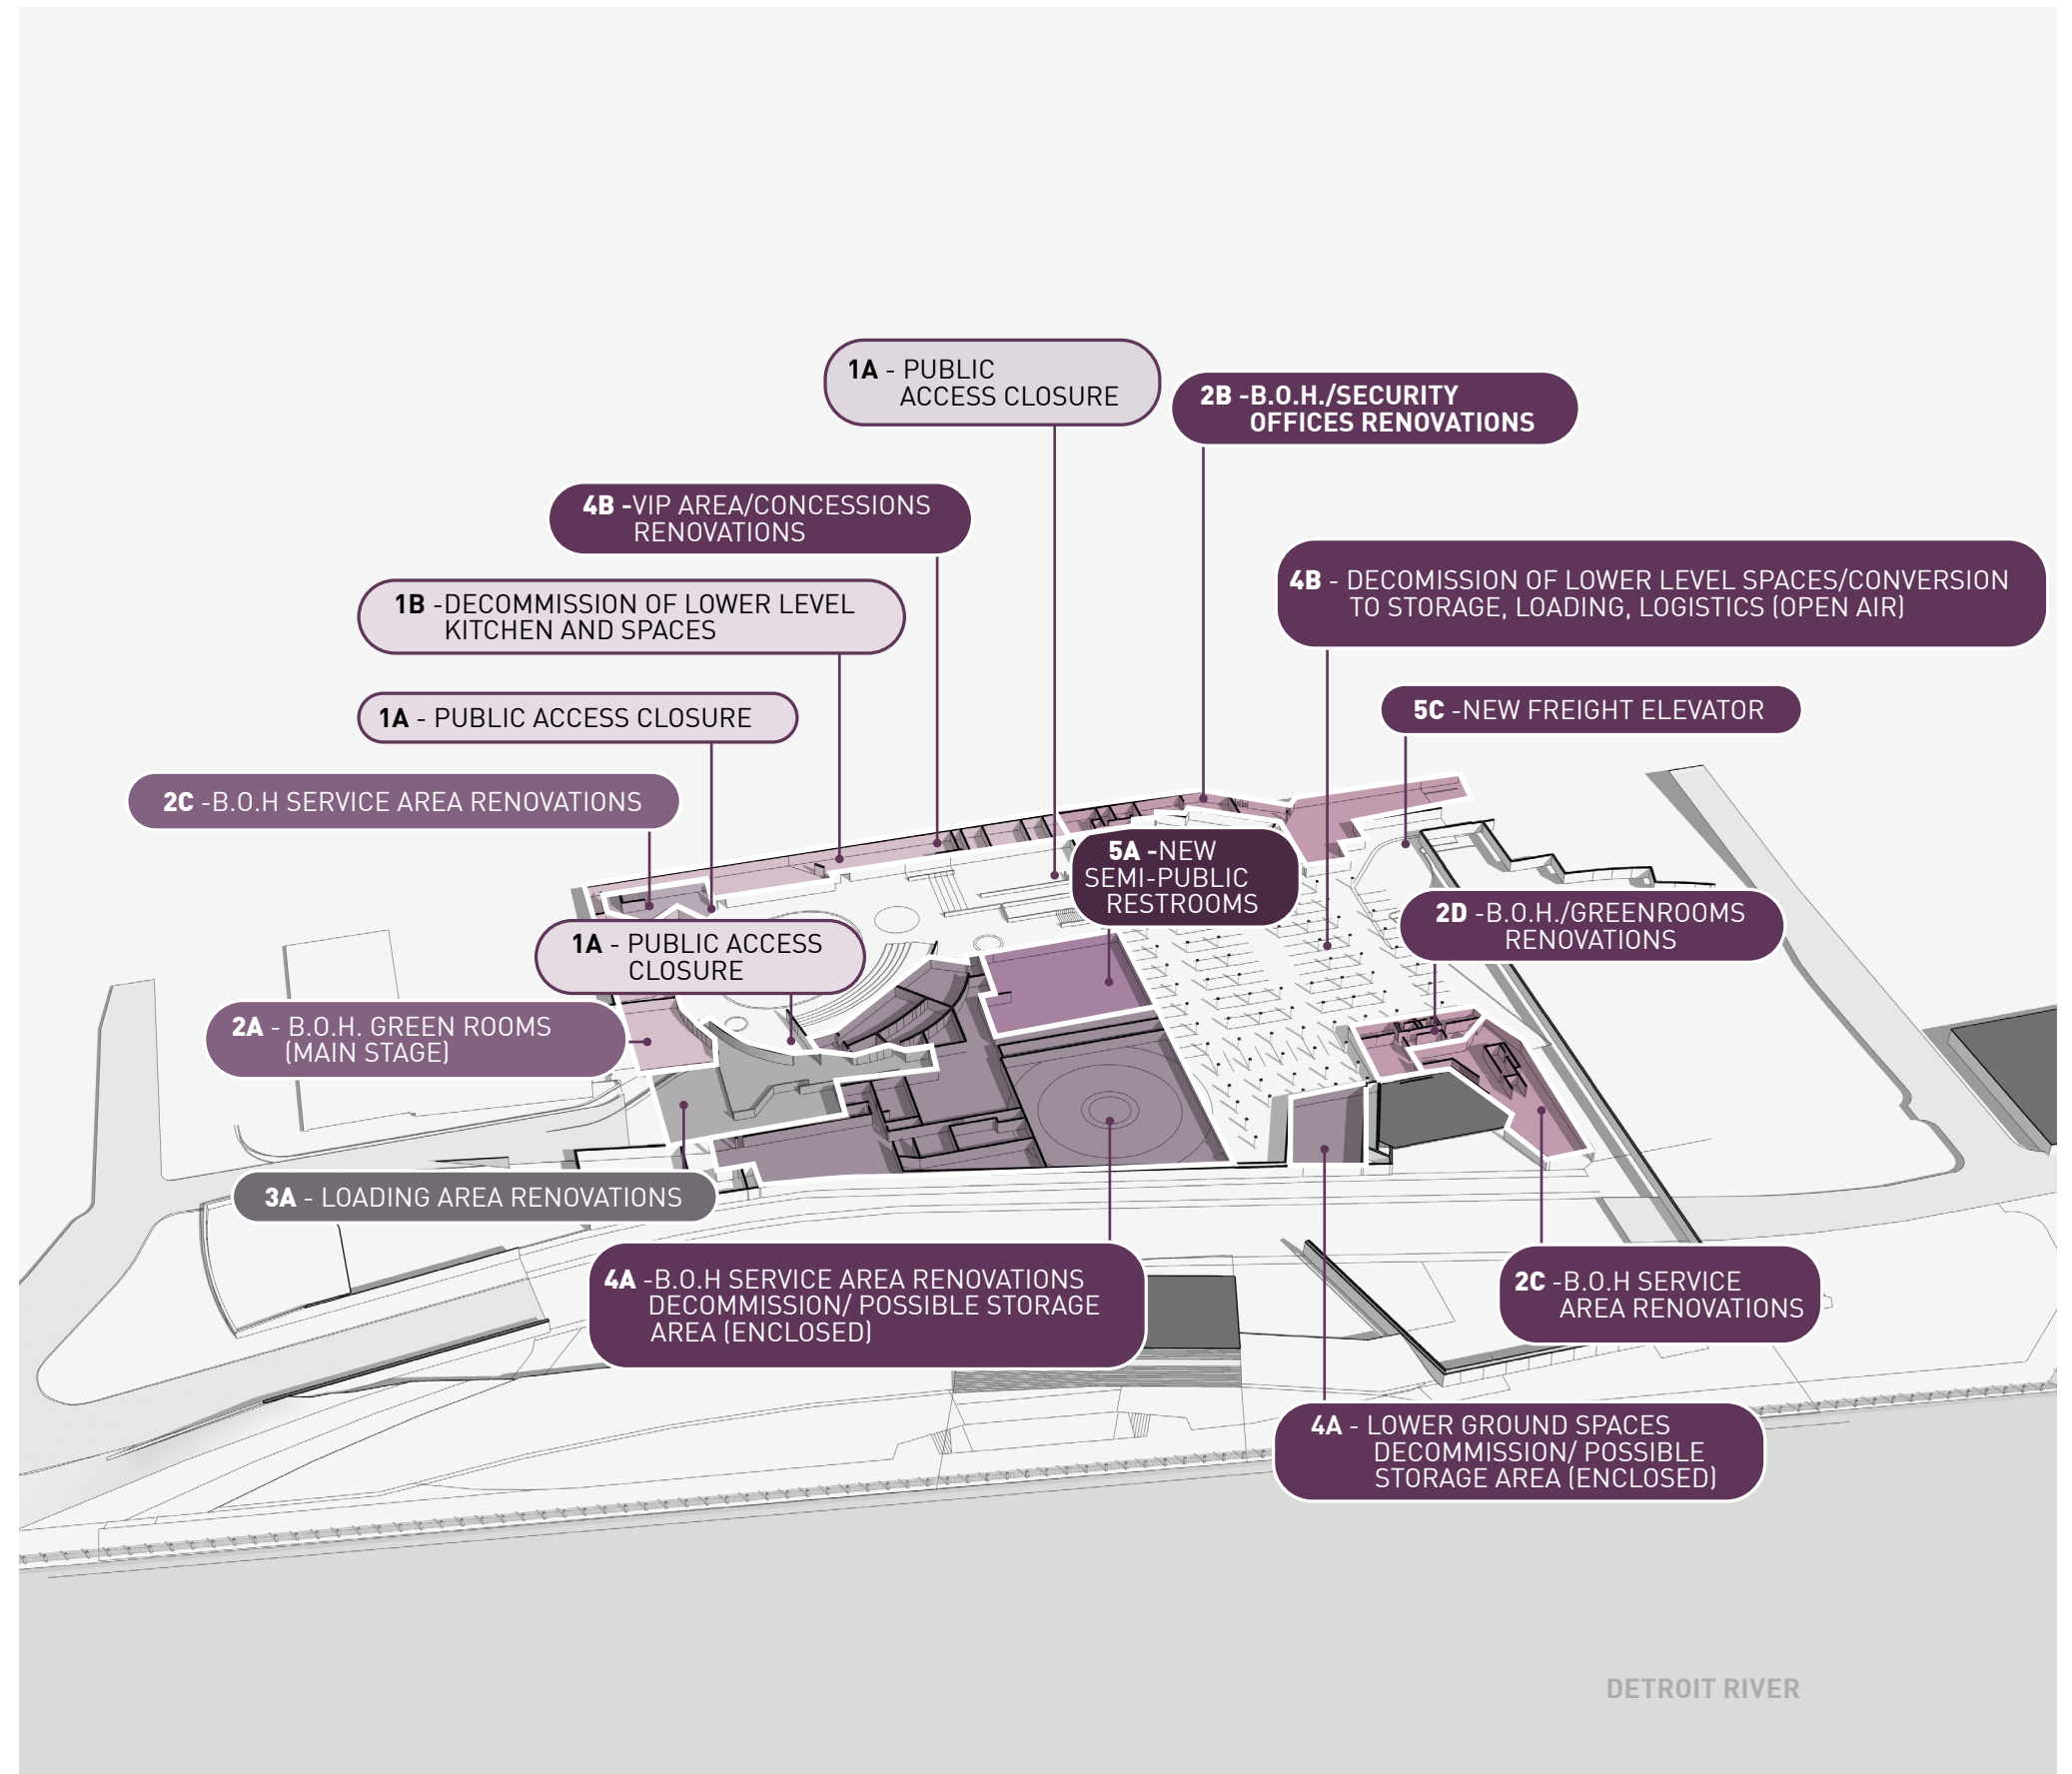 1A - PUBLIC
ACCESS CLOSURE
2B -B.O.H./SECURITY
OFFICES RENOVATIONS
4B -VIP AREA/CONCESSIONS
RENOVATIONS
4B - DECOMISSION OF LOWER LEVEL SPACES/CONVERSION
TO STORAGE, LOADING, LOGISTICS (OPEN AIR)
1B -DECOMMISSION OF LOWER LEVEL
KITCHEN AND SPACES
1A - PUBLIC ACCESS CLOSURE
5C -NEW FREIGHT ELEVATOR
2C -B.O.H SERVICE AREA RENOVATIONS
5A -NEW
SEMI-PUBLIC
RESTROOMS
2D -B.O.H./GREENROOMS
RENOVATIONS
1A - PUBLIC ACCESS
CLOSURE
2A - B.O.H. GREEN ROOMS
(MAIN STAGE)
3A - LOADING AREA RENOVATIONS
4A -B.O.H SERVICE AREA RENOVATIONS
DECOMMISSION/ POSSIBLE STORAGE
AREA (ENCLOSED)
2C -B.O.H SERVICE
AREA RENOVATIONS
4A - LOWER GROUND SPACES
DECOMMISSION/ POSSIBLE
STORAGE AREA (ENCLOSED)
DETROIT RIVER